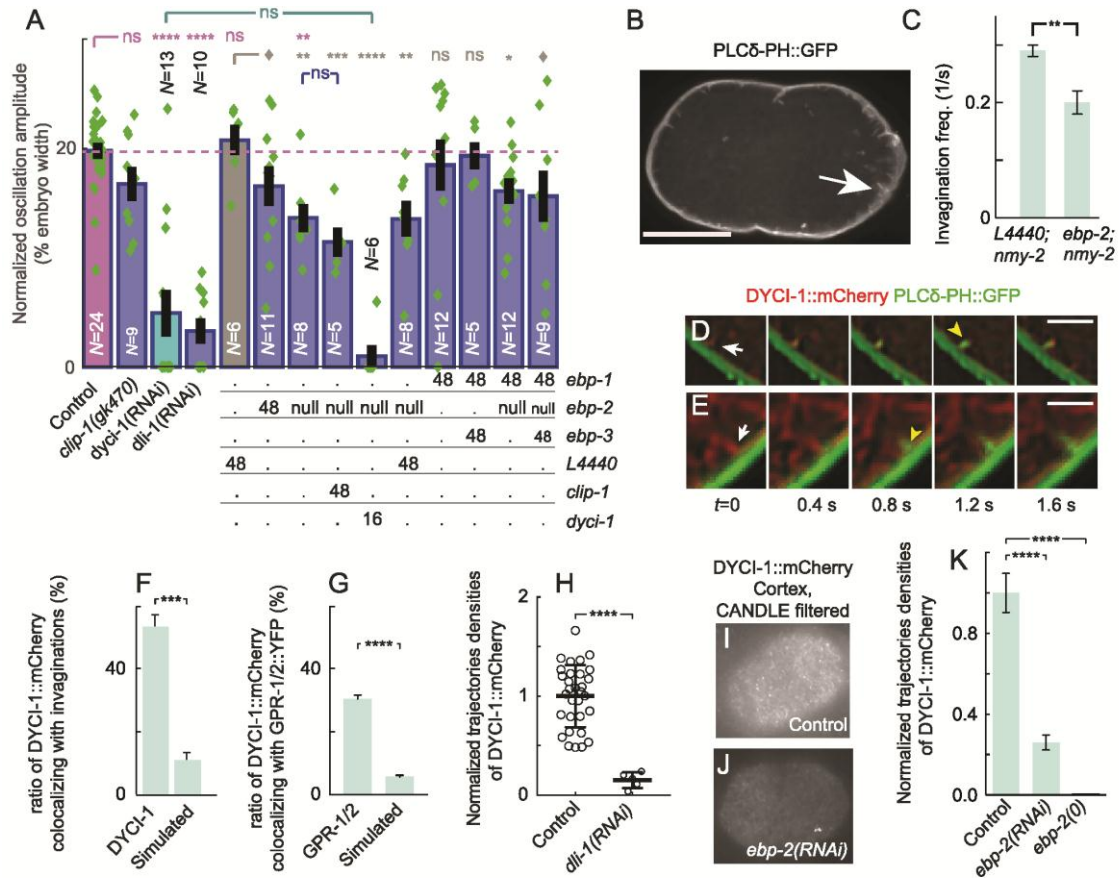 A
ns
ns
**** **** ns **
N=13
N=10
♦ ** *** **** ** ns ns * ♦
ns
Normalized oscillation amplitude
(% embryo width)
20
0
N=24
N=9
N=6
N=11
N=8
N=5
N=6
N=8
N=12
N=5
N=12
N=9
Control
clip-1(gk470)
dyci-1(RNAi)
dli-1(RNAi)
. . . . . . 48 48 48 48 ebp-1
. 48 null null null null . . null null ebp-2
. . . . . . . 48 . 48 ebp-3
48 . . . . 48 . . . . L4440
. . . 48 . . . . . . clip-1
. . . . 16 . . . . . dyci-1
B
PLCδ-PH::GFP
C
**
Invagination freq. (1/s)
0.2
0
L4440;
nmy-2
ebp-2;
nmy-2
DYCI-1::mCherry PLCδ-PH::GFP
D
E
t=0 0.4 s 0.8 s 1.2 s 1.6 s
F
ratio of DYCI-1::mCherry
colocalizing with invaginations (%)
***
40
0
DYCI-1
Simulated
G
ratio of DYCI-1::mCherry
colocalizing with GPR-1/2::YFP (%)
****
40
0
GPR-1/2
Simulated
H
Normalized trajectories densities
of DYCI-1::mCherry
****
2
1
0
Control
dli-1(RNAi)
DYCI-1::mCherry
Cortex,
CANDLE filtered
I
Control
J
ebp-2(RNAi)
K
Normalized trajectories densities
of DYCI-1::mCherry
****
****
0.8
0.4
0.0
Control
ebp-2(RNAi)
ebp-2(0)